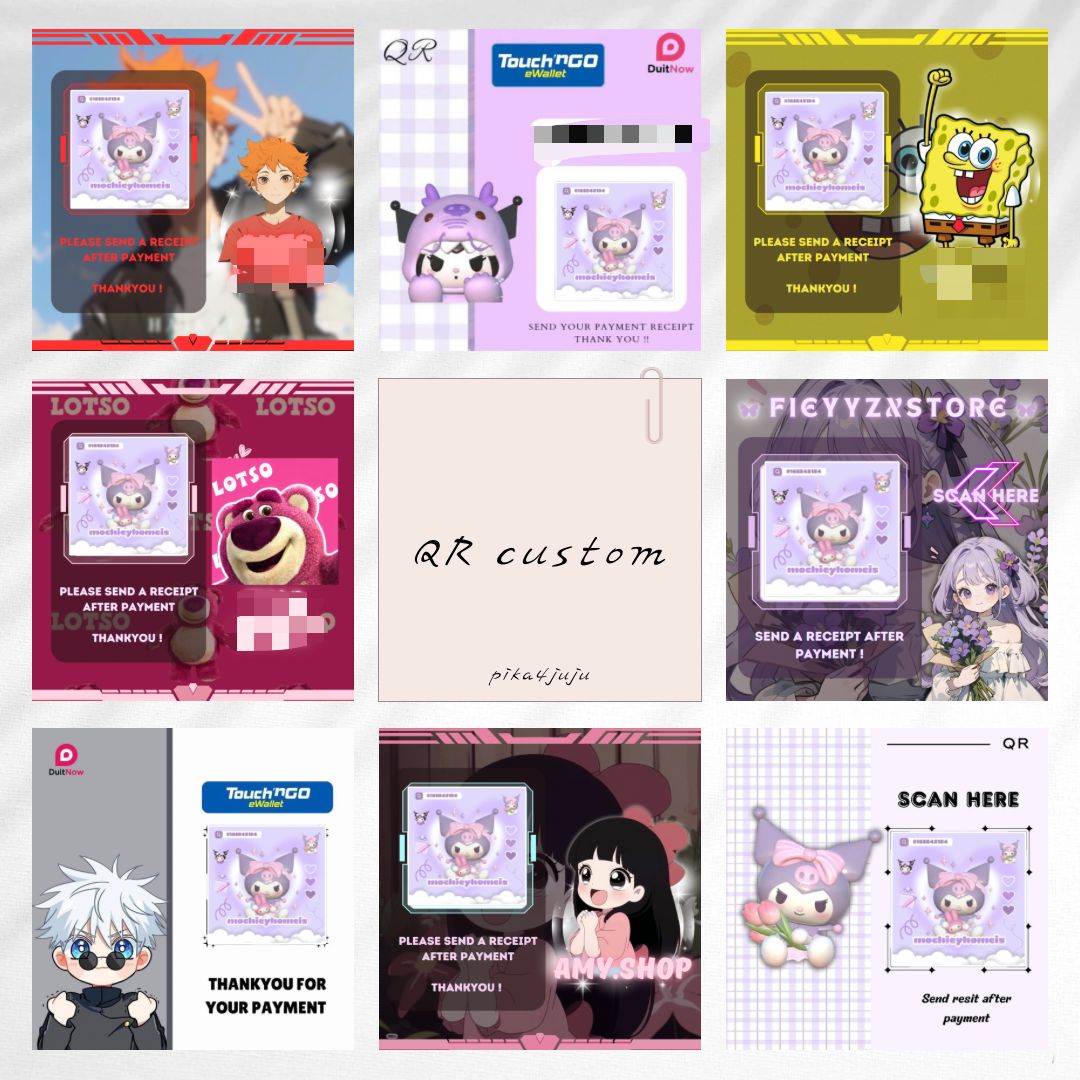 PLEASE SEND A RECEIPT
AFTER PAYMENT
THANKYOU !
mochieyhomeis
QR
Touch'nGO
eWallet
DuitNow
mochieyhomeis
SEND YOUR PAYMENT RECEIPT
THANK YOU !!
mochieyhomeis
PLEASE SEND A RECEIPT
AFTER PAYMENT
THANKYOU !
LOTSO
LOTSO
LOTSO
mochieyhomeis
PLEASE SEND A RECEIPT
AFTER PAYMENT
LOTSO
THANKYOU !
QR custom
pika4juju
FIEYYZXSTORE
SCAN HERE
mochieyhomeis
SEND A RECEIPT AFTER
PAYMENT !
DuitNow
Touch'nGO
eWallet
mochieyhomeis
THANKYOU FOR
YOUR PAYMENT
mochieyhomeis
PLEASE SEND A RECEIPT
AFTER PAYMENT
THANKYOU !
AMY.SHOP
QR
SCAN HERE
mochieyhomeis
Send resit after
payment